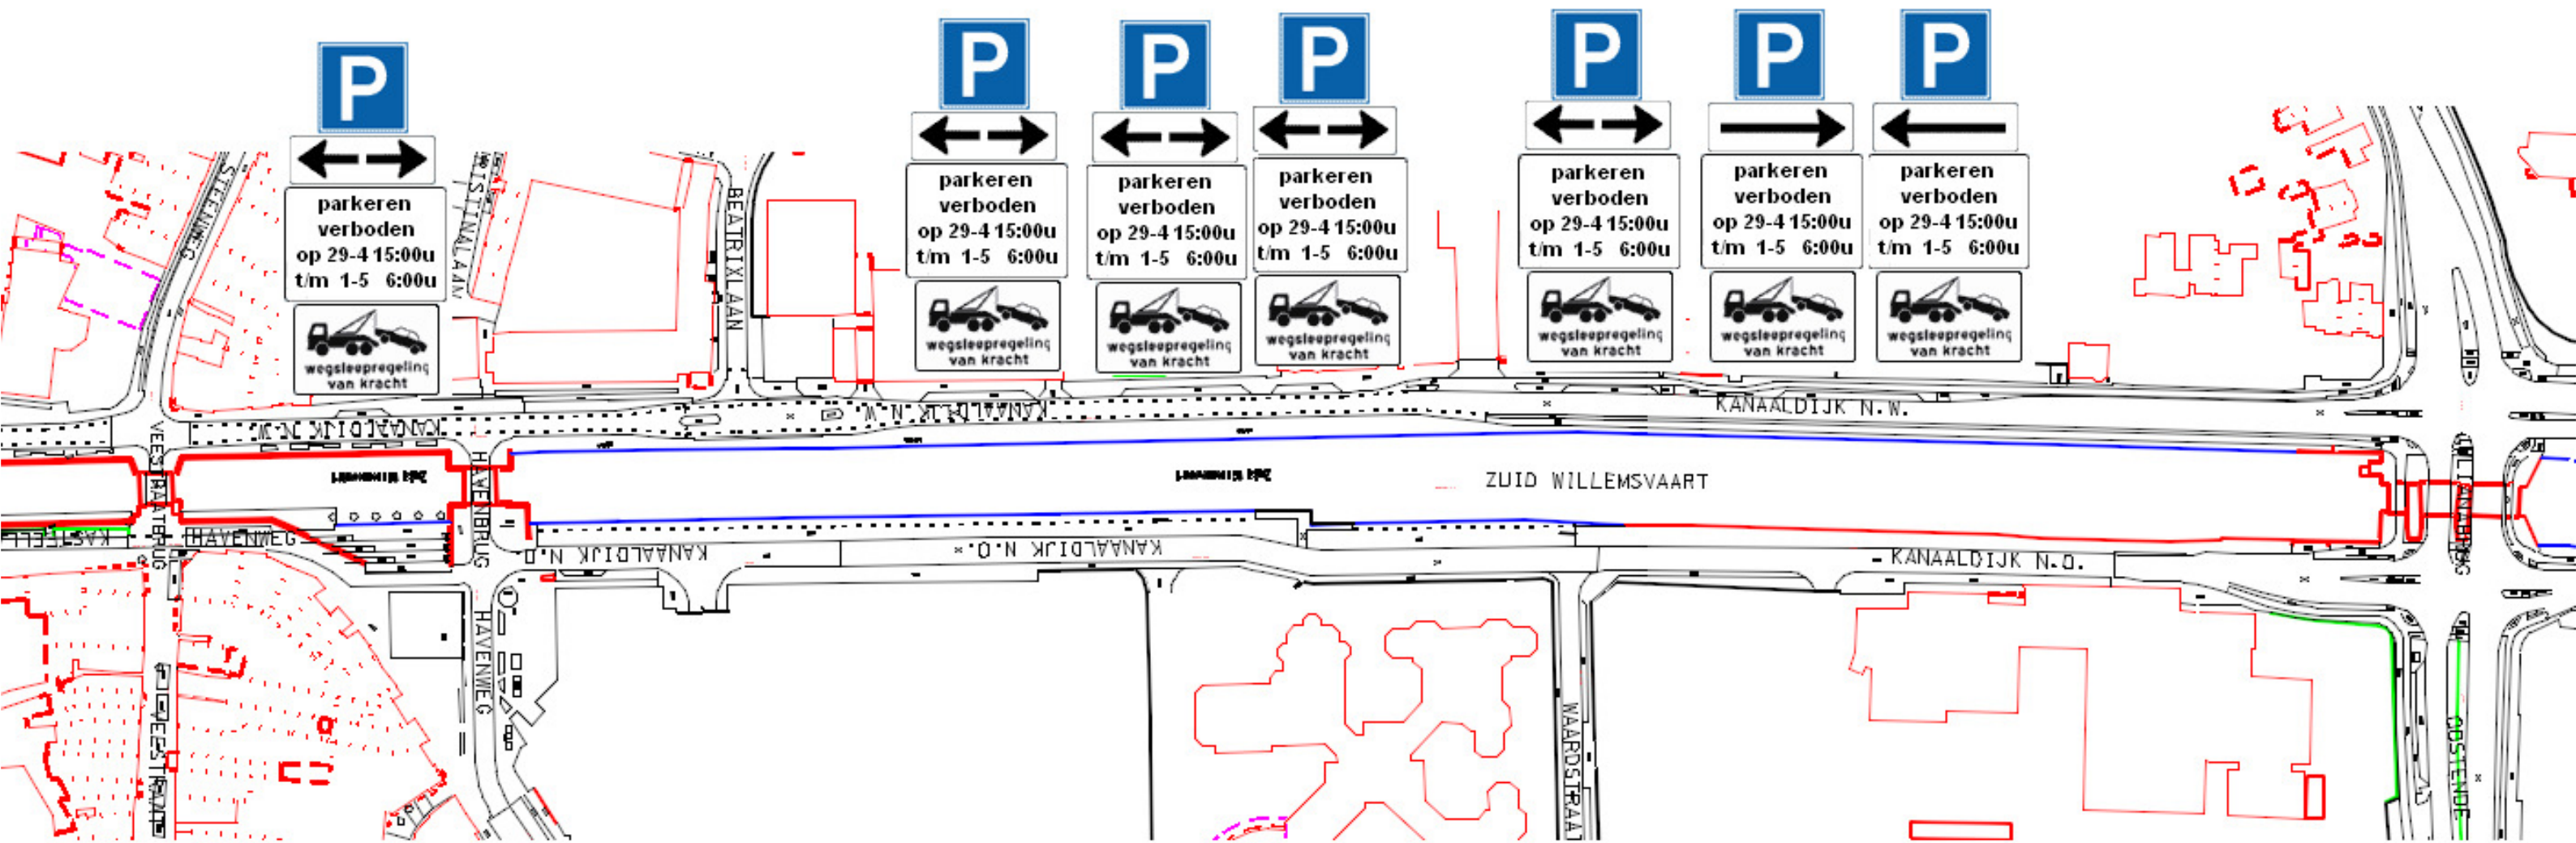 P
parkeren
verboden
op 29-4 15:00u
t/m 1-5 6:00u
wegsleepregeling
van kracht
P
parkeren
verboden
op 29-4 15:00u
t/m 1-5 6:00u
wegsleepregeling
van kracht
P
parkeren
verboden
op 29-4 15:00u
t/m 1-5 6:00u
wegsleepregeling
van kracht
P
parkeren
verboden
op 29-4 15:00u
t/m 1-5 6:00u
wegsleepregeling
van kracht
P
parkeren
verboden
op 29-4 15:00u
t/m 1-5 6:00u
wegsleepregeling
van kracht
P
parkeren
verboden
op 29-4 15:00u
t/m 1-5 6:00u
wegsleepregeling
van kracht
P
parkeren
verboden
op 29-4 15:00u
t/m 1-5 6:00u
wegsleepregeling
van kracht
STEENWEG
BEATRIXLAAN
KANAALDIJK N.W.
KANAALDIJK N.W.
KANAALDIJK N.W.
VESTRAATBRUG
HAVENBRUG
ZUID WILLEMSVAART
HAVENWEG
KANAALDIJK N.O.
KANAALDIJK N.O.
KANAALDIJK N.O.
HAVENWEG
VEESTRAAT
WAARDSTRAAT
OOSTENDE